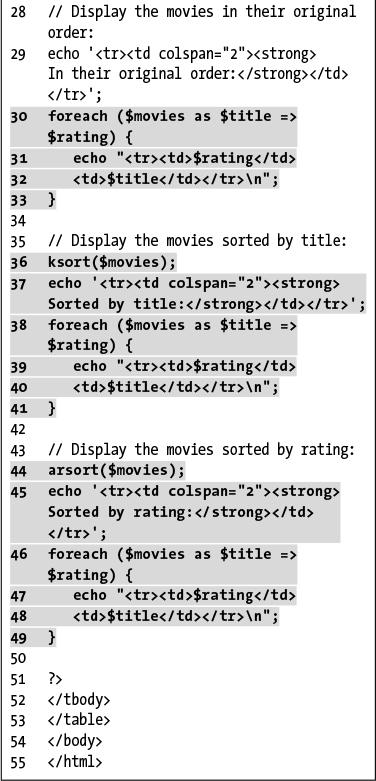 28 // Display the movies in their original
order:
29 echo '<tr><td colspan="2"><strong>
In their original order:</strong></td>
</tr>';
30 foreach ($movies as $title =>
$rating) {
31 echo "<tr><td>$rating</td>
32 <td>$title</td></tr>\n";
33 }
34
35 // Display the movies sorted by title:
36 ksort($movies);
37 echo '<tr><td colspan="2"><strong>
Sorted by title:</strong></td></tr>';
38 foreach ($movies as $title =>
$rating) {
39 echo "<tr><td>$rating</td>
40 <td>$title</td></tr>\n";
41 }
42
43 // Display the movies sorted by rating:
44 arsort($movies);
45 echo '<tr><td colspan="2"><strong>
Sorted by rating:</strong></td>
</tr>';
46 foreach ($movies as $title =>
$rating) {
47 echo "<tr><td>$rating</td>
48 <td>$title</td></tr>\n";
49 }
50
51 ?>
52 </tbody>
53 </table>
54 </body>
55 </html>